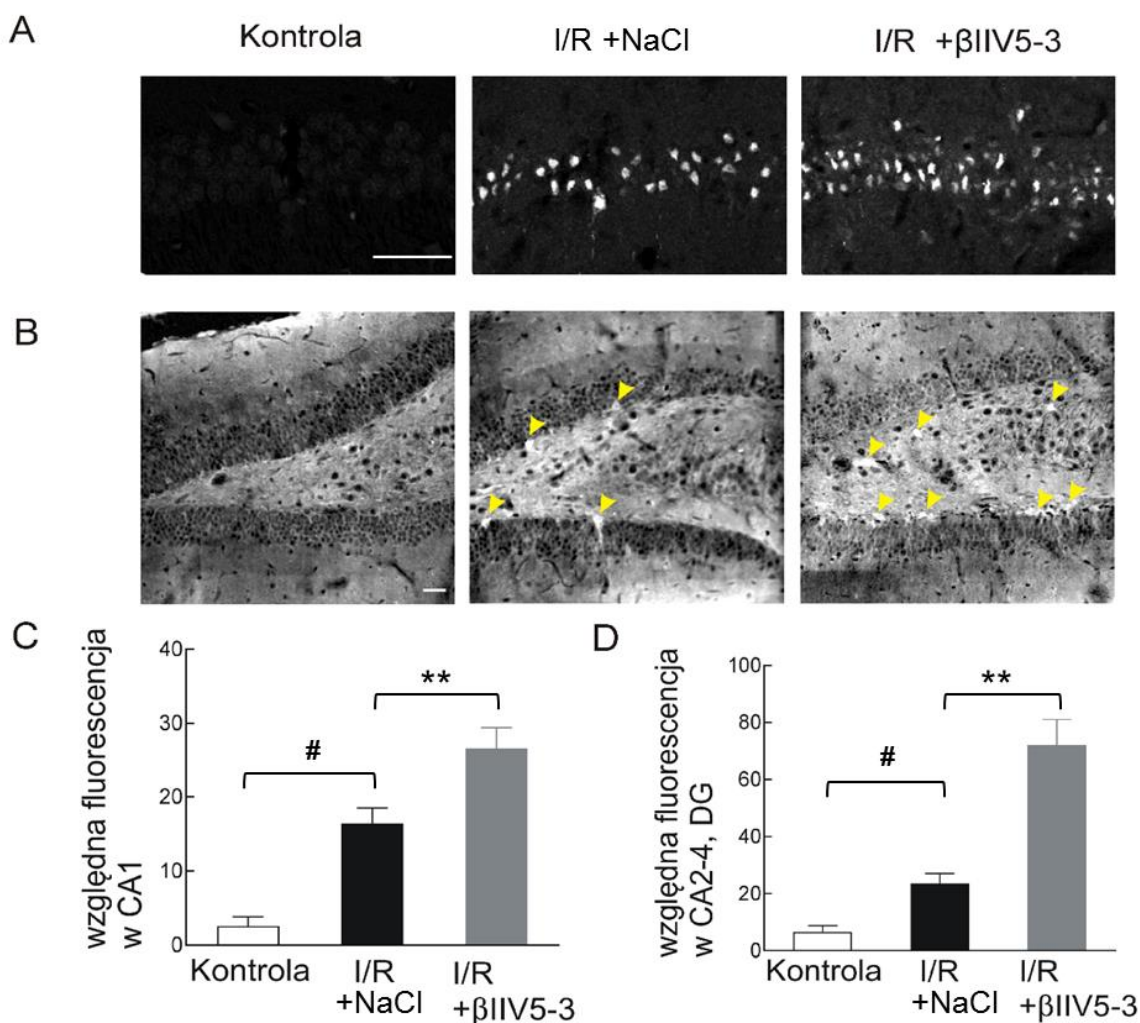 A
Kontrola
I/R +NaCl
I/R +βIIV5-3
B
C
względna fluorescencja
w CA1
40
30
20
10
0
#
**
Kontrola
I/R
+NaCl
I/R
+βIIV5-3
D
względna fluorescencja
w CA2-4, DG
100
80
60
40
20
0
#
**
Kontrola
I/R
+NaCl
I/R
+βIIV5-3